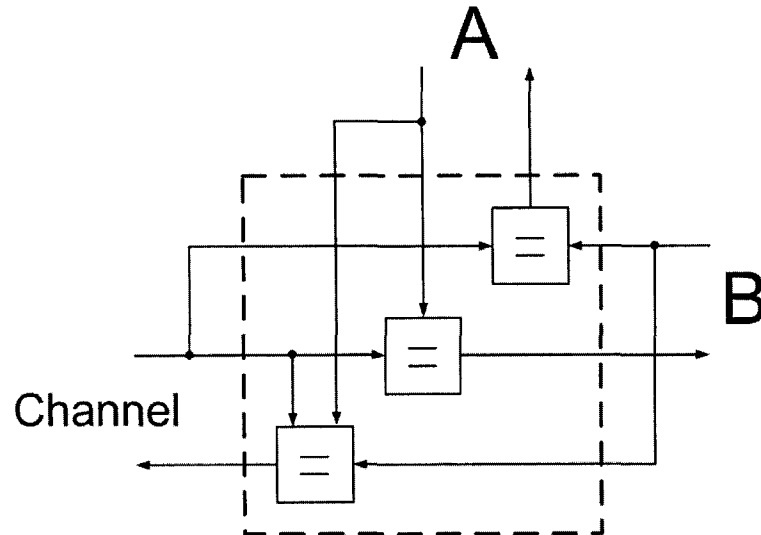 A
=
B
=
Channel
=